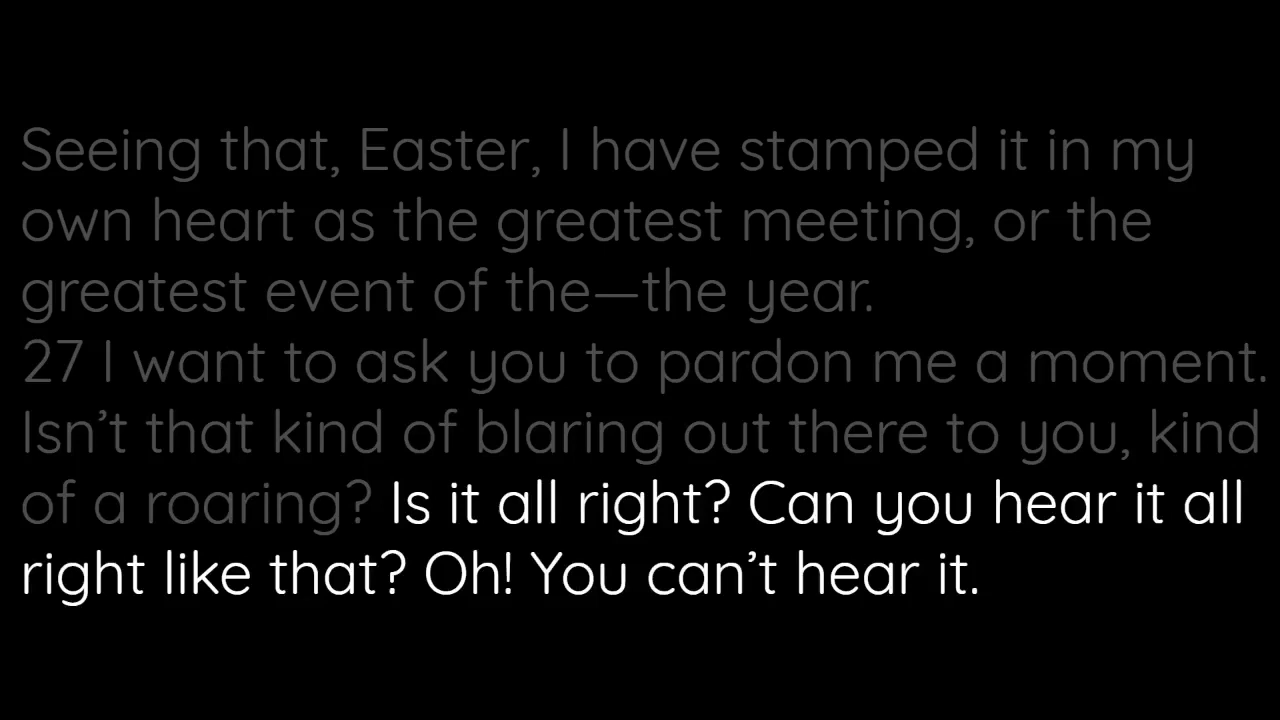 Seeing that, Easter, I have stamped it in my
own heart as the greatest meeting, or the
greatest event of the—the year.
27 I want to ask you to pardon me a moment.
Isn’t that kind of blaring out there to you, kind
of a roaring? Is it all right? Can you hear it all
right like that? Oh! You can’t hear it.